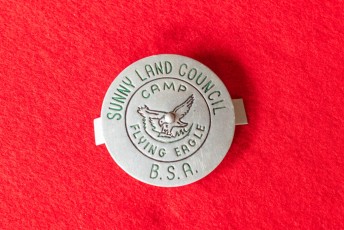 SUNNY LAND COUNCIL
CAMP
FLYING EAGLE
B.S.A.